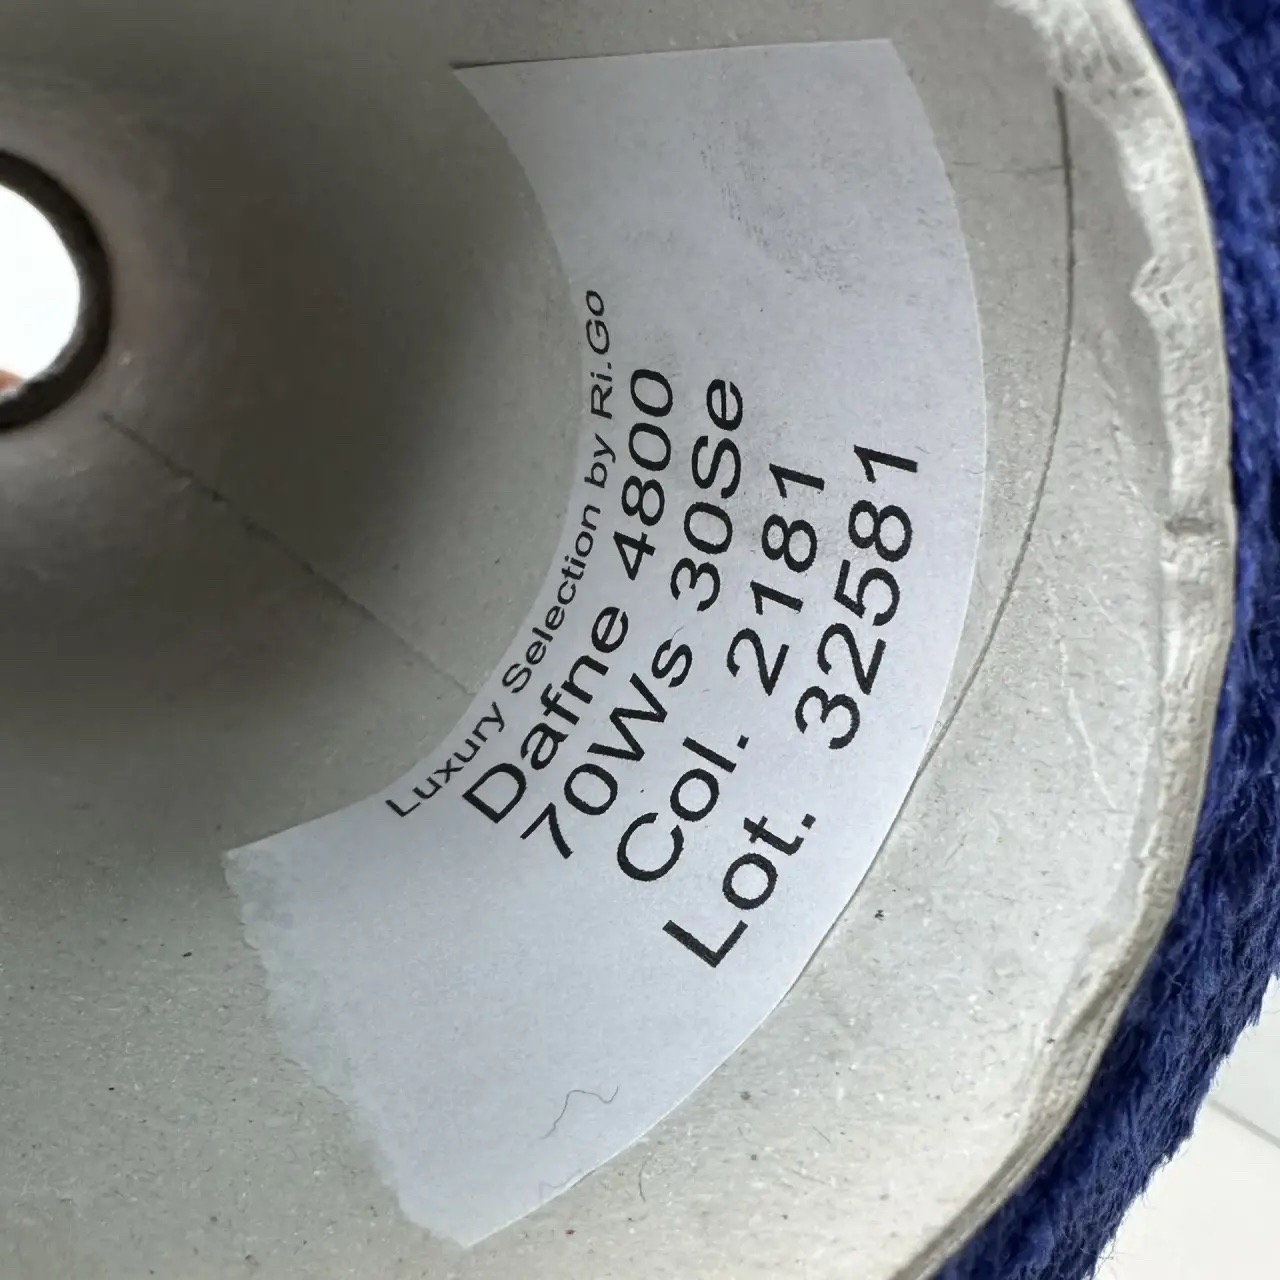 Luxury Selection by Ri.Go
Dafne 4800
70Ws 30Se
Col. 2181
Lot. 32581